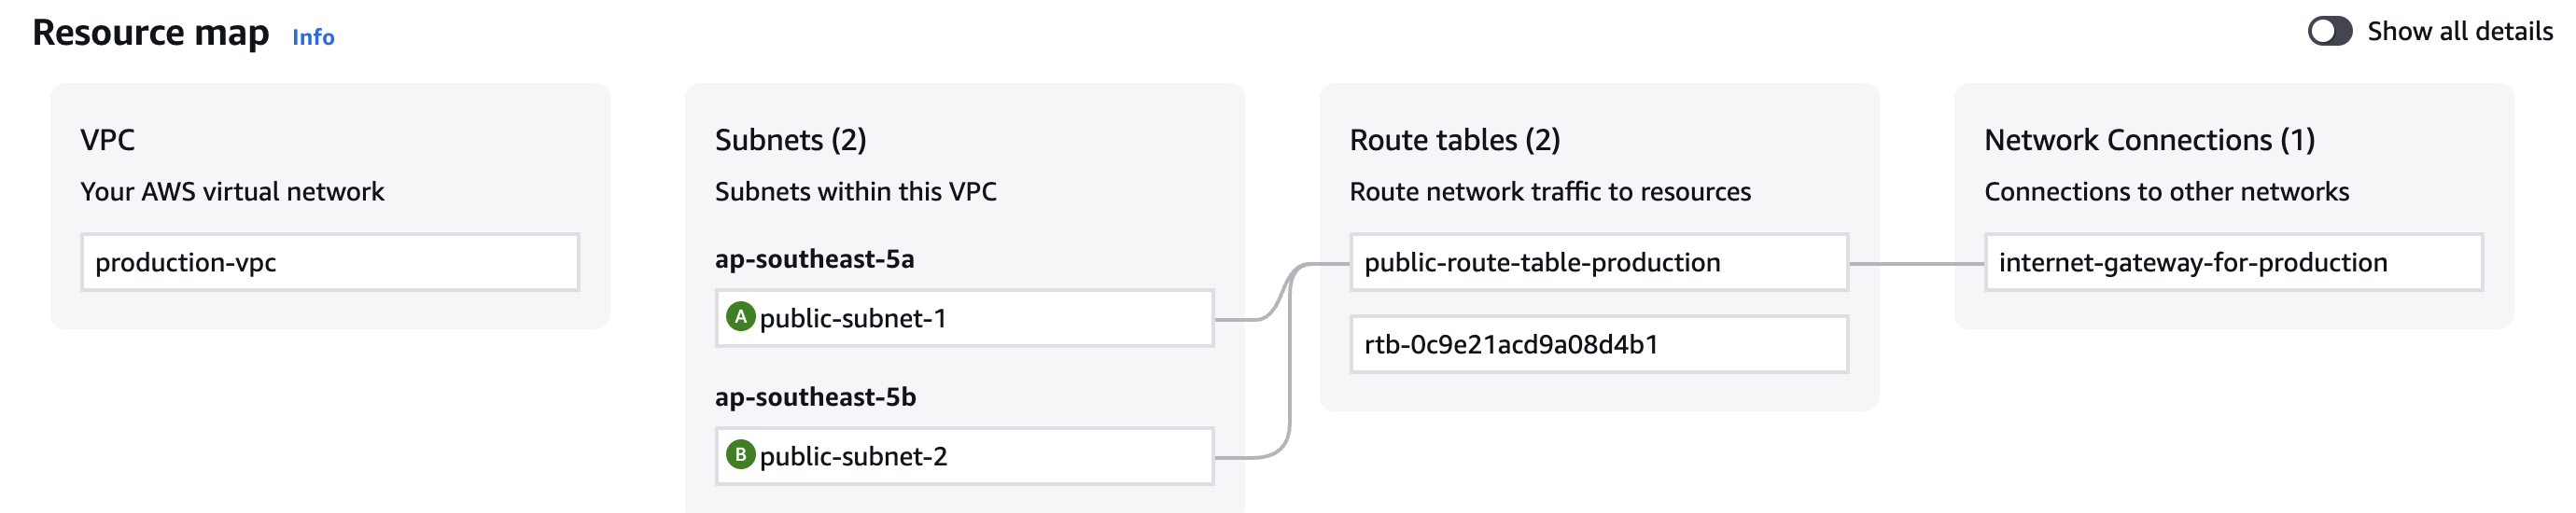 Resource map Info
Show all details
VPC
Your AWS virtual network
production-vpc
Subnets (2)
Subnets within this VPC
ap-southeast-5a
A public-subnet-1
ap-southeast-5b
B public-subnet-2
Route tables (2)
Route network traffic to resources
public-route-table-production
rtb-0c9e21acd9a08d4b1
Network Connections (1)
Connections to other networks
internet-gateway-for-production